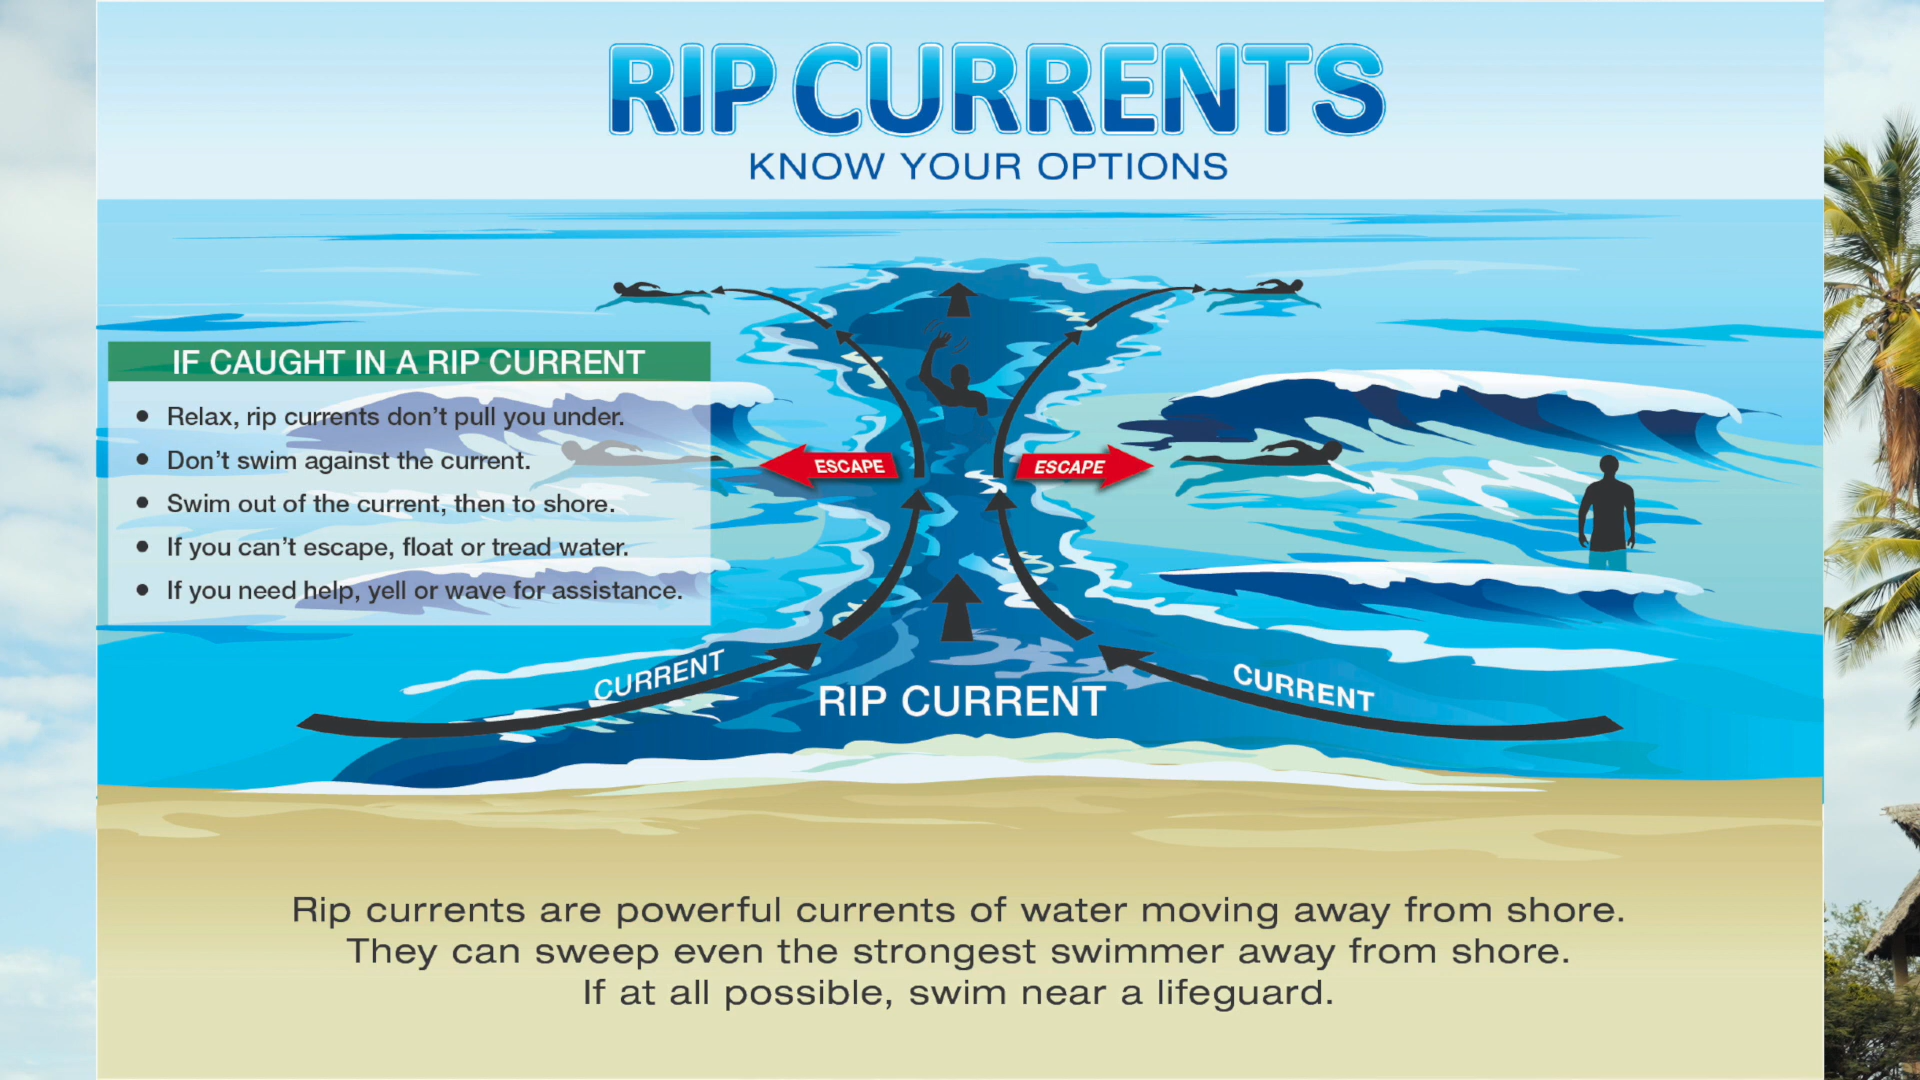 RIP CURRENTS
KNOW YOUR OPTIONS
IF CAUGHT IN A RIP CURRENT
• Relax, rip currents don't pull you under.
• Don't swim against the current.
• Swim out of the current, then to shore.
• If you can't escape, float or tread water.
• If you need help, yell or wave for assistance.
ESCAPE
ESCAPE
CURRENT
RIP CURRENT
CURRENT
Rip currents are powerful currents of water moving away from shore.
They can sweep even the strongest swimmer away from shore.
If at all possible, swim near a lifeguard.